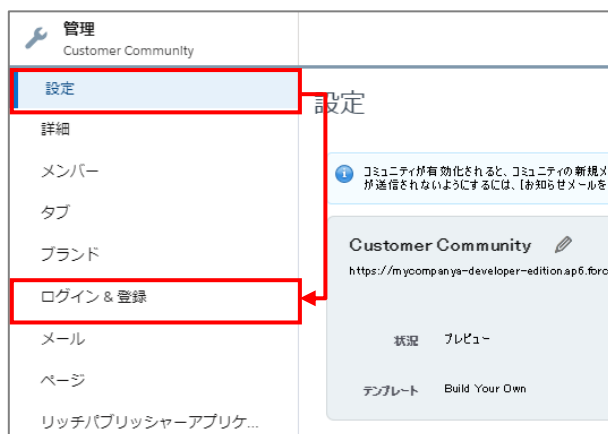 管理
Customer Community
設定
詳細
メンバー
タブ
ブランド
ログイン & 登録
メール
ページ
リッチパブリッシャーアプリケ...
設定
コミュニティが有効化されると、コミュニティの新規メ
が送信されないようにするには、[お知らせメールを
Customer Community
https://mycompanya-developer-edition.ap6.forc
状況 プレビュー
テンプレート Build Your Own